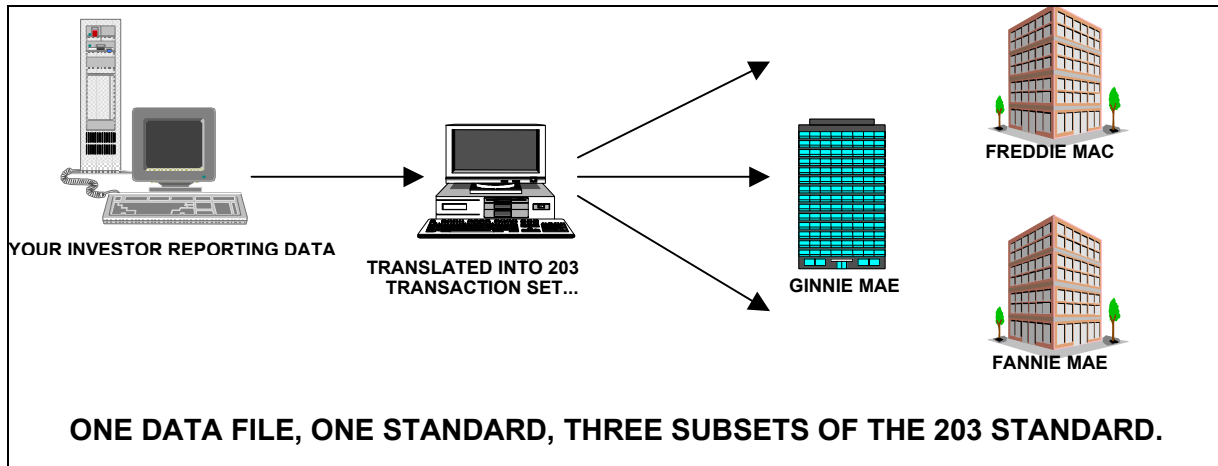 FREDDIE MAC
YOUR INVESTOR REPORTING DATA
TRANSLATED INTO 203
TRANSACTION SET...
GINNIE MAE
FANNIE MAE
ONE DATA FILE, ONE STANDARD, THREE SUBSETS OF THE 203 STANDARD.